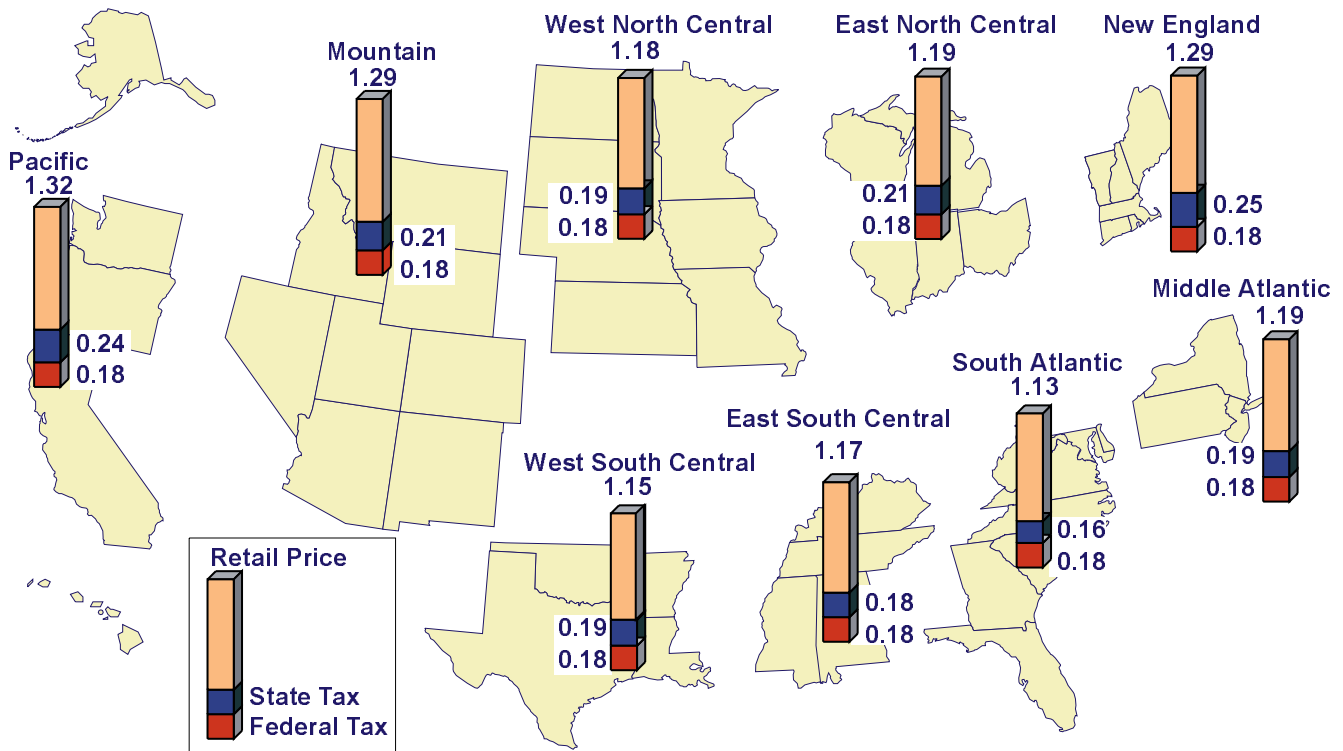 West North Central
1.18
0.19
0.18
East North Central
1.19
0.21
0.18
New England
1.29
0.25
0.18
Mountain
1.29
0.21
0.18
Pacific
1.32
0.24
0.18
Middle Atlantic
1.19
0.19
0.18
South Atlantic
1.13
0.16
0.18
East South Central
1.17
0.18
0.18
West South Central
1.15
0.19
0.18
Retail Price
State Tax
Federal Tax